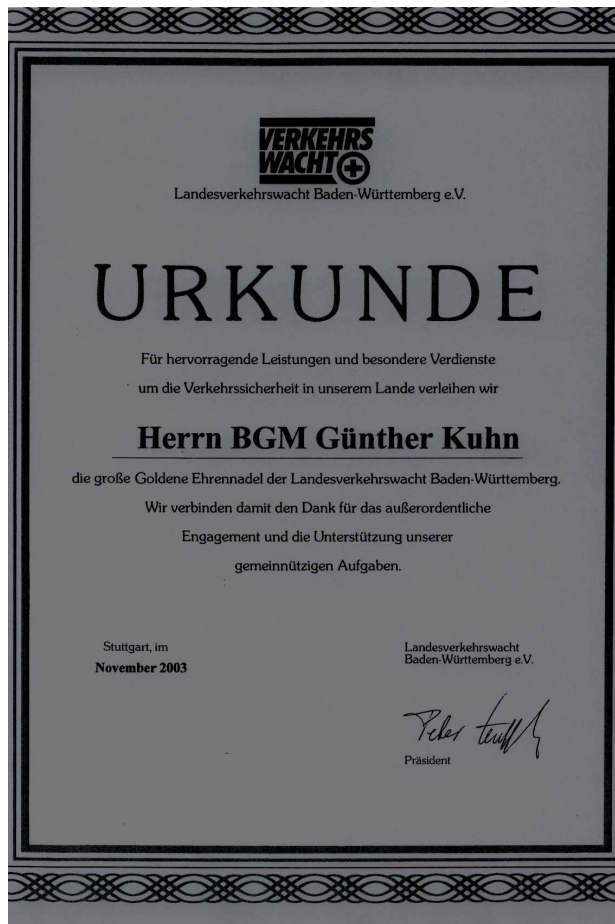 VERKEHRS
WACHT
Landesverkehrswacht Baden-Württemberg e.V.
URKUNDE
Für hervorragende Leistungen und besondere Verdienste
um die Verkehrssicherheit in unserem Lande verleihen wir
Herrn BGM Günther Kuhn
die große Goldene Ehrennadel der Landesverkehrswacht Baden-Württemberg.
Wir verbinden damit den Dank für das außerordentliche
Engagement und die Unterstützung unserer
gemeinnützigen Aufgaben.
Stuttgart, im
November 2003
Landesverkehrswacht
Baden-Württemberg e.V.
Peter
Präsident